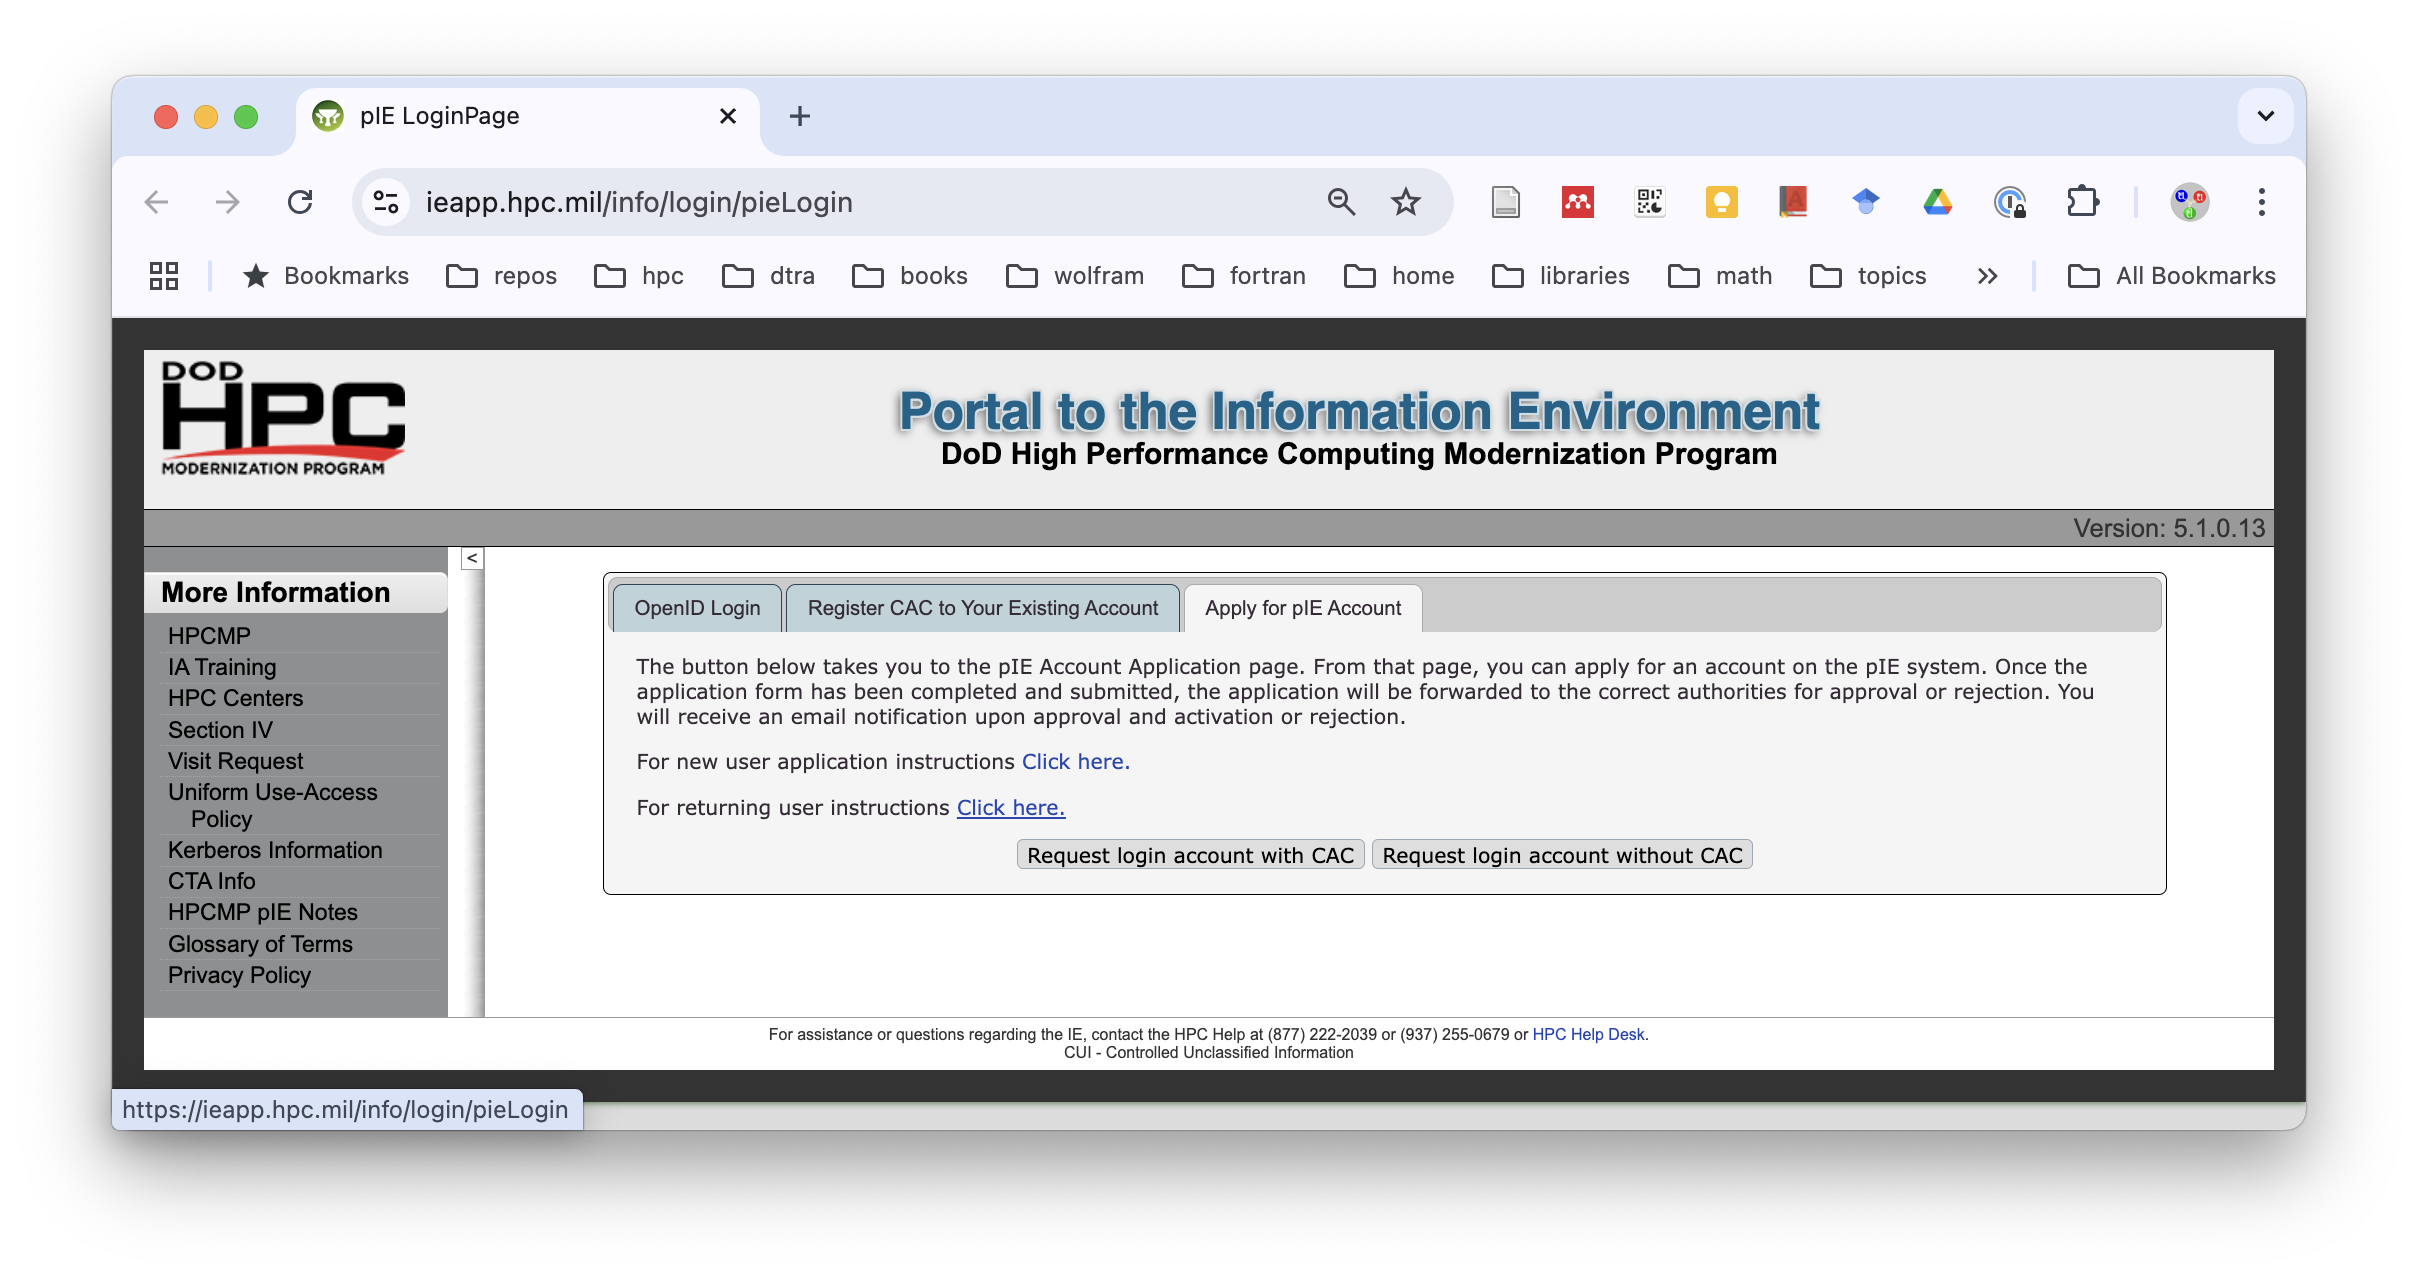 pIE LoginPage
ieapp.hpc.mil/info/login/pieLogin
Bookmarks repos hpc dtra books wolfram fortran home libraries math topics » All Bookmarks
DOD
HPC
MODERNIZATION PROGRAM
Portal to the Information Environment
DoD High Performance Computing Modernization Program
Version: 5.1.0.13
<
More Information
HPCMP
IA Training
HPC Centers
Section IV
Visit Request
Uniform Use-Access
Policy
Kerberos Information
CTA Info
HPCMP pIE Notes
Glossary of Terms
Privacy Policy
OpenID Login Register CAC to Your Existing Account Apply for pIE Account
The button below takes you to the pIE Account Application page. From that page, you can apply for an account on the pIE system. Once the
application form has been completed and submitted, the application will be forwarded to the correct authorities for approval or rejection. You
will receive an email notification upon approval and activation or rejection.
For new user application instructions Click here.
For returning user instructions Click here.
Request login account with CAC Request login account without CAC
For assistance or questions regarding the IE, contact the HPC Help at (877) 222-2039 or (937) 255-0679 or HPC Help Desk.
CUI - Controlled Unclassified Information
https://ieapp.hpc.mil/info/login/pieLogin